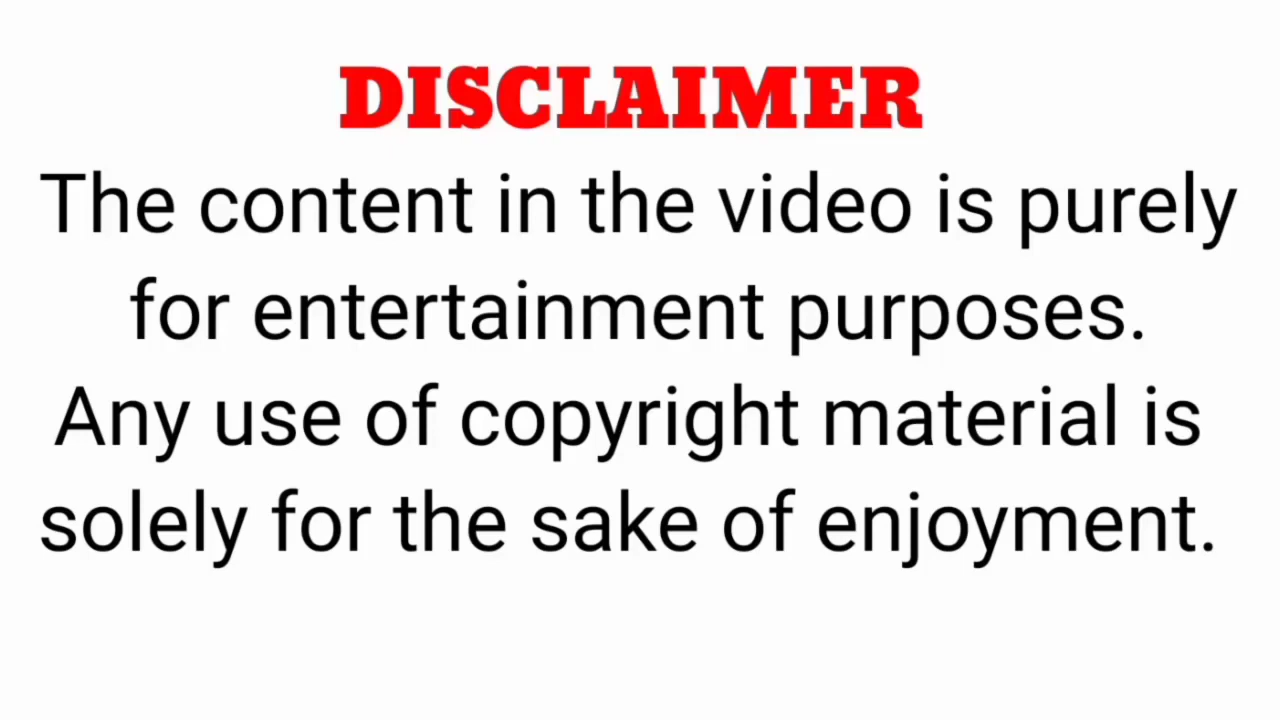 DISCLAIMER
The content in the video is purely
for entertainment purposes.
Any use of copyright material is
solely for the sake of enjoyment.